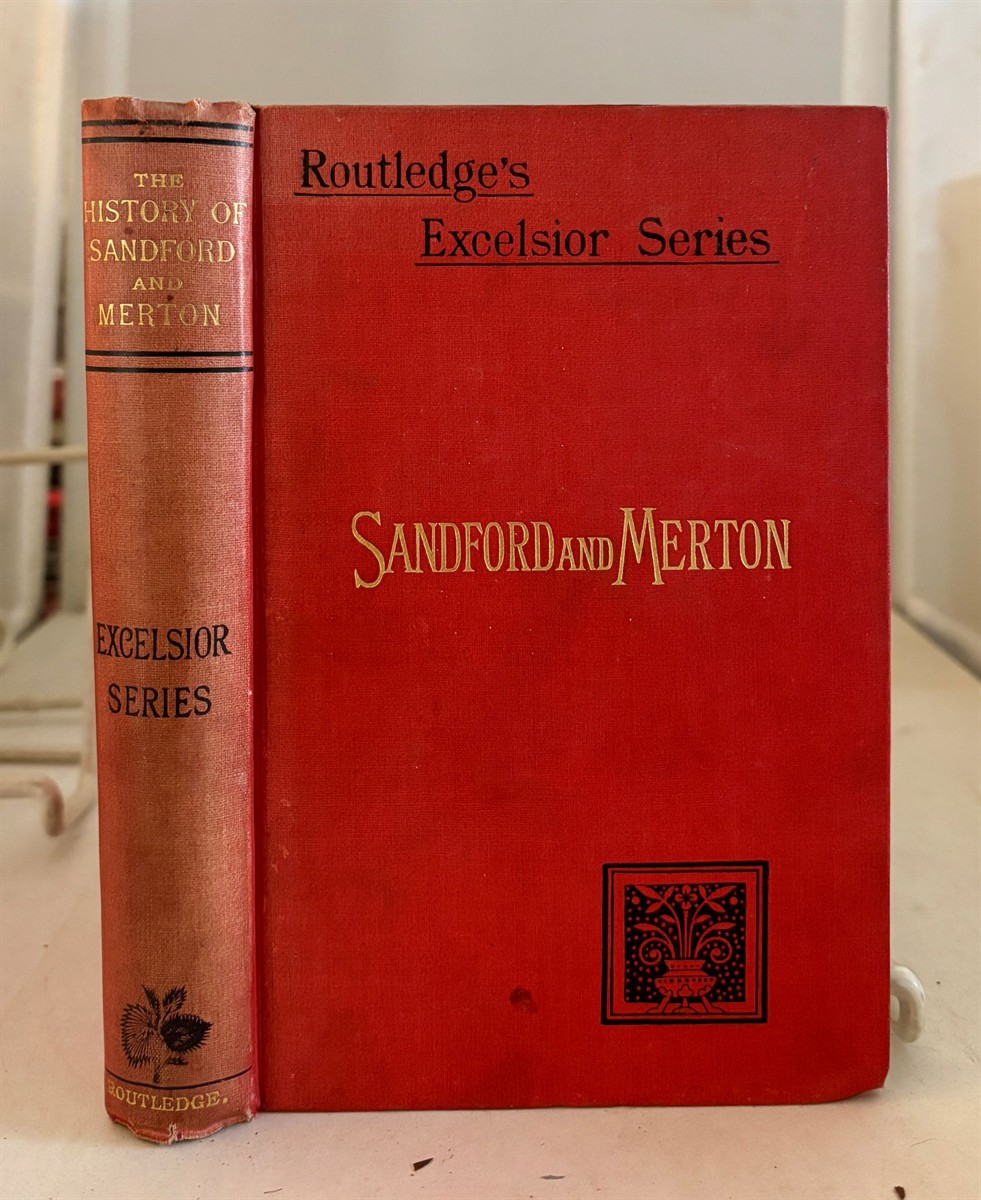 THE
HISTORY OF
SANDFORD
AND
MERTON
EXCELSIOR
SERIES
ROUTLEDGE.
Routledge's
Excelsior Series
SANDFORD AND MERTON